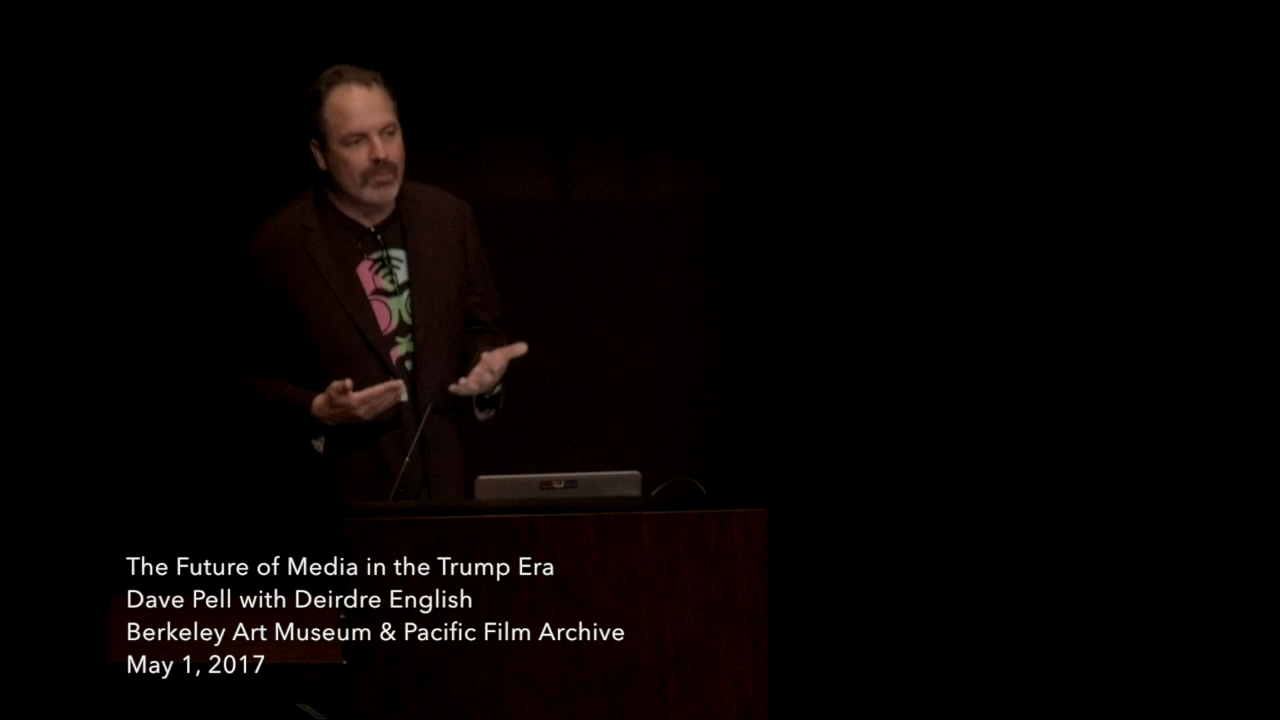 The Future of Media in the Trump Era
Dave Pell with Deirdre English
Berkeley Art Museum & Pacific Film Archive
May 1, 2017